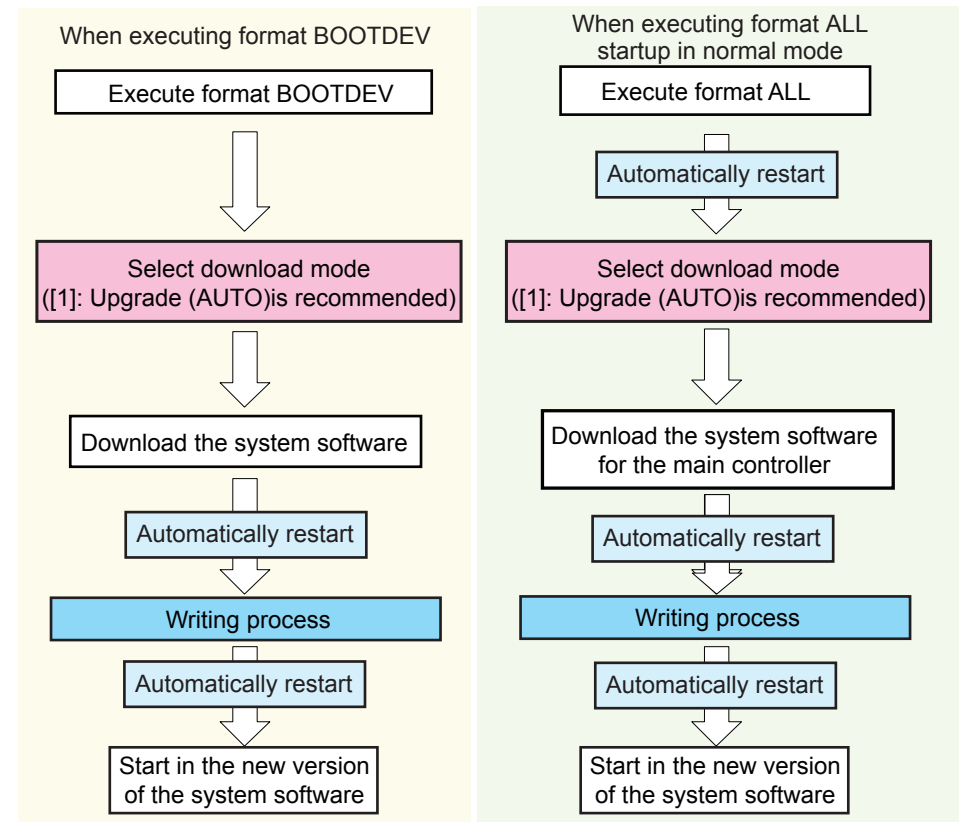 When executing format BOOTDEV
Execute format BOOTDEV
Select download mode
([1]: Upgrade (AUTO)is recommended)
Download the system software
Automatically restart
Writing process
Automatically restart
Start in the new version
of the system software
When executing format ALL
startup in normal mode
Execute format ALL
Automatically restart
Select download mode
([1]: Upgrade (AUTO)is recommended)
Download the system software
for the main controller
Automatically restart
Writing process
Automatically restart
Start in the new version
of the system software